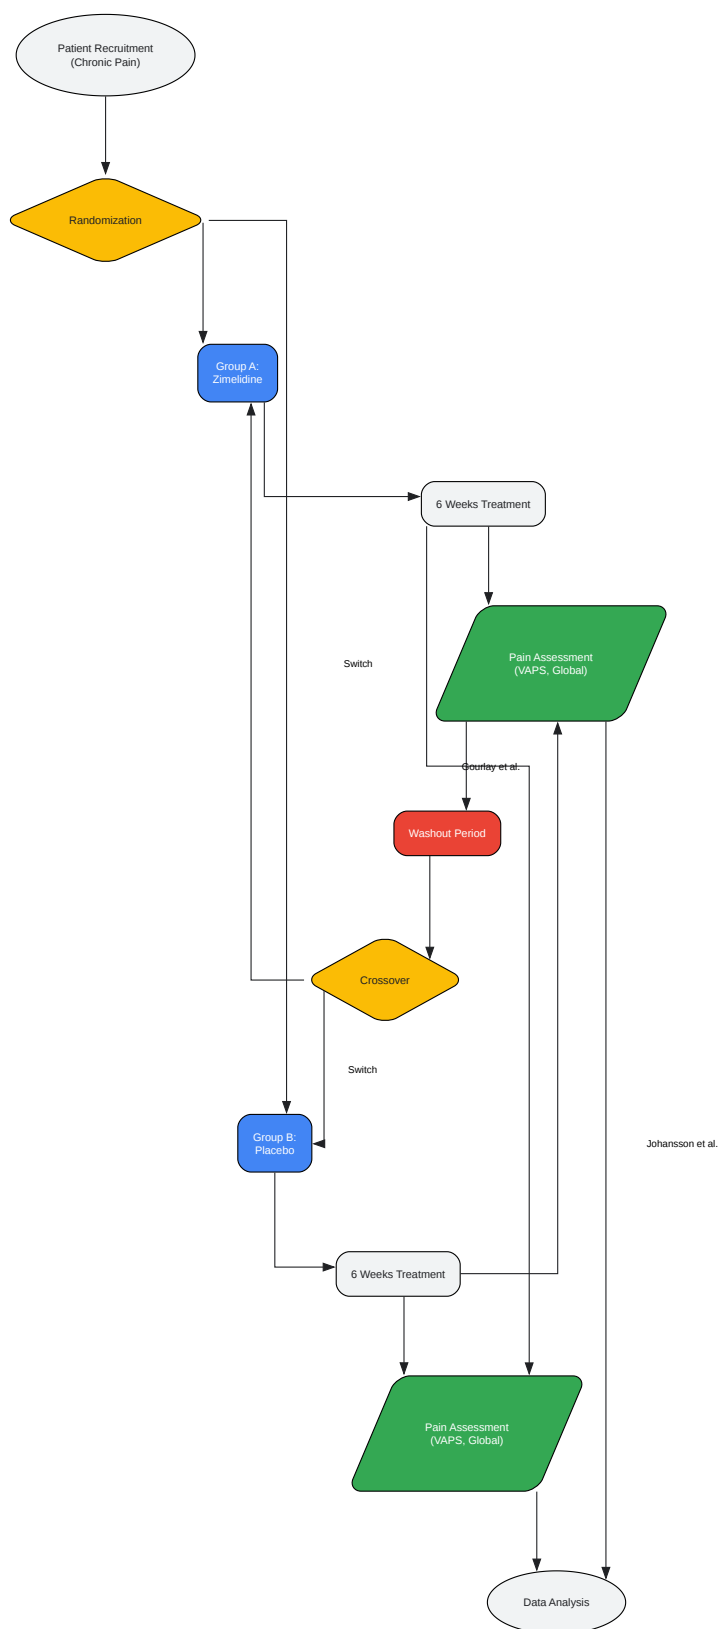 Patient Recruitment
(Chronic Pain)
Randomization
Group A:
Zimelidine
6 Weeks Treatment
Switch
Pain Assessment
(VAPS, Global)
Gourlay et al.
Washout Period
Crossover
Switch
Group B:
Placebo
Johansson et al.
6 Weeks Treatment
Pain Assessment
(VAPS, Global)
Data Analysis